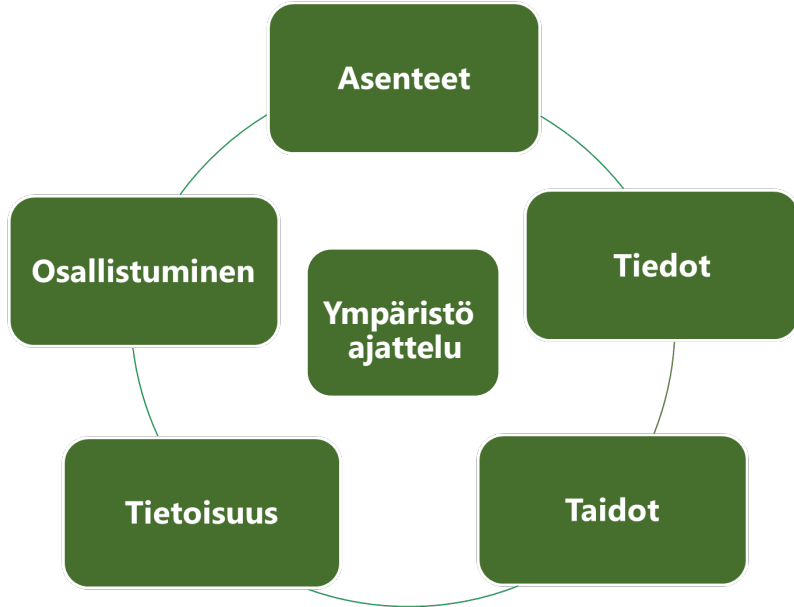 Asenteet
Tiedot
Taidot
Tietoisuus
Osallistuminen
Ympäristö
ajattelu